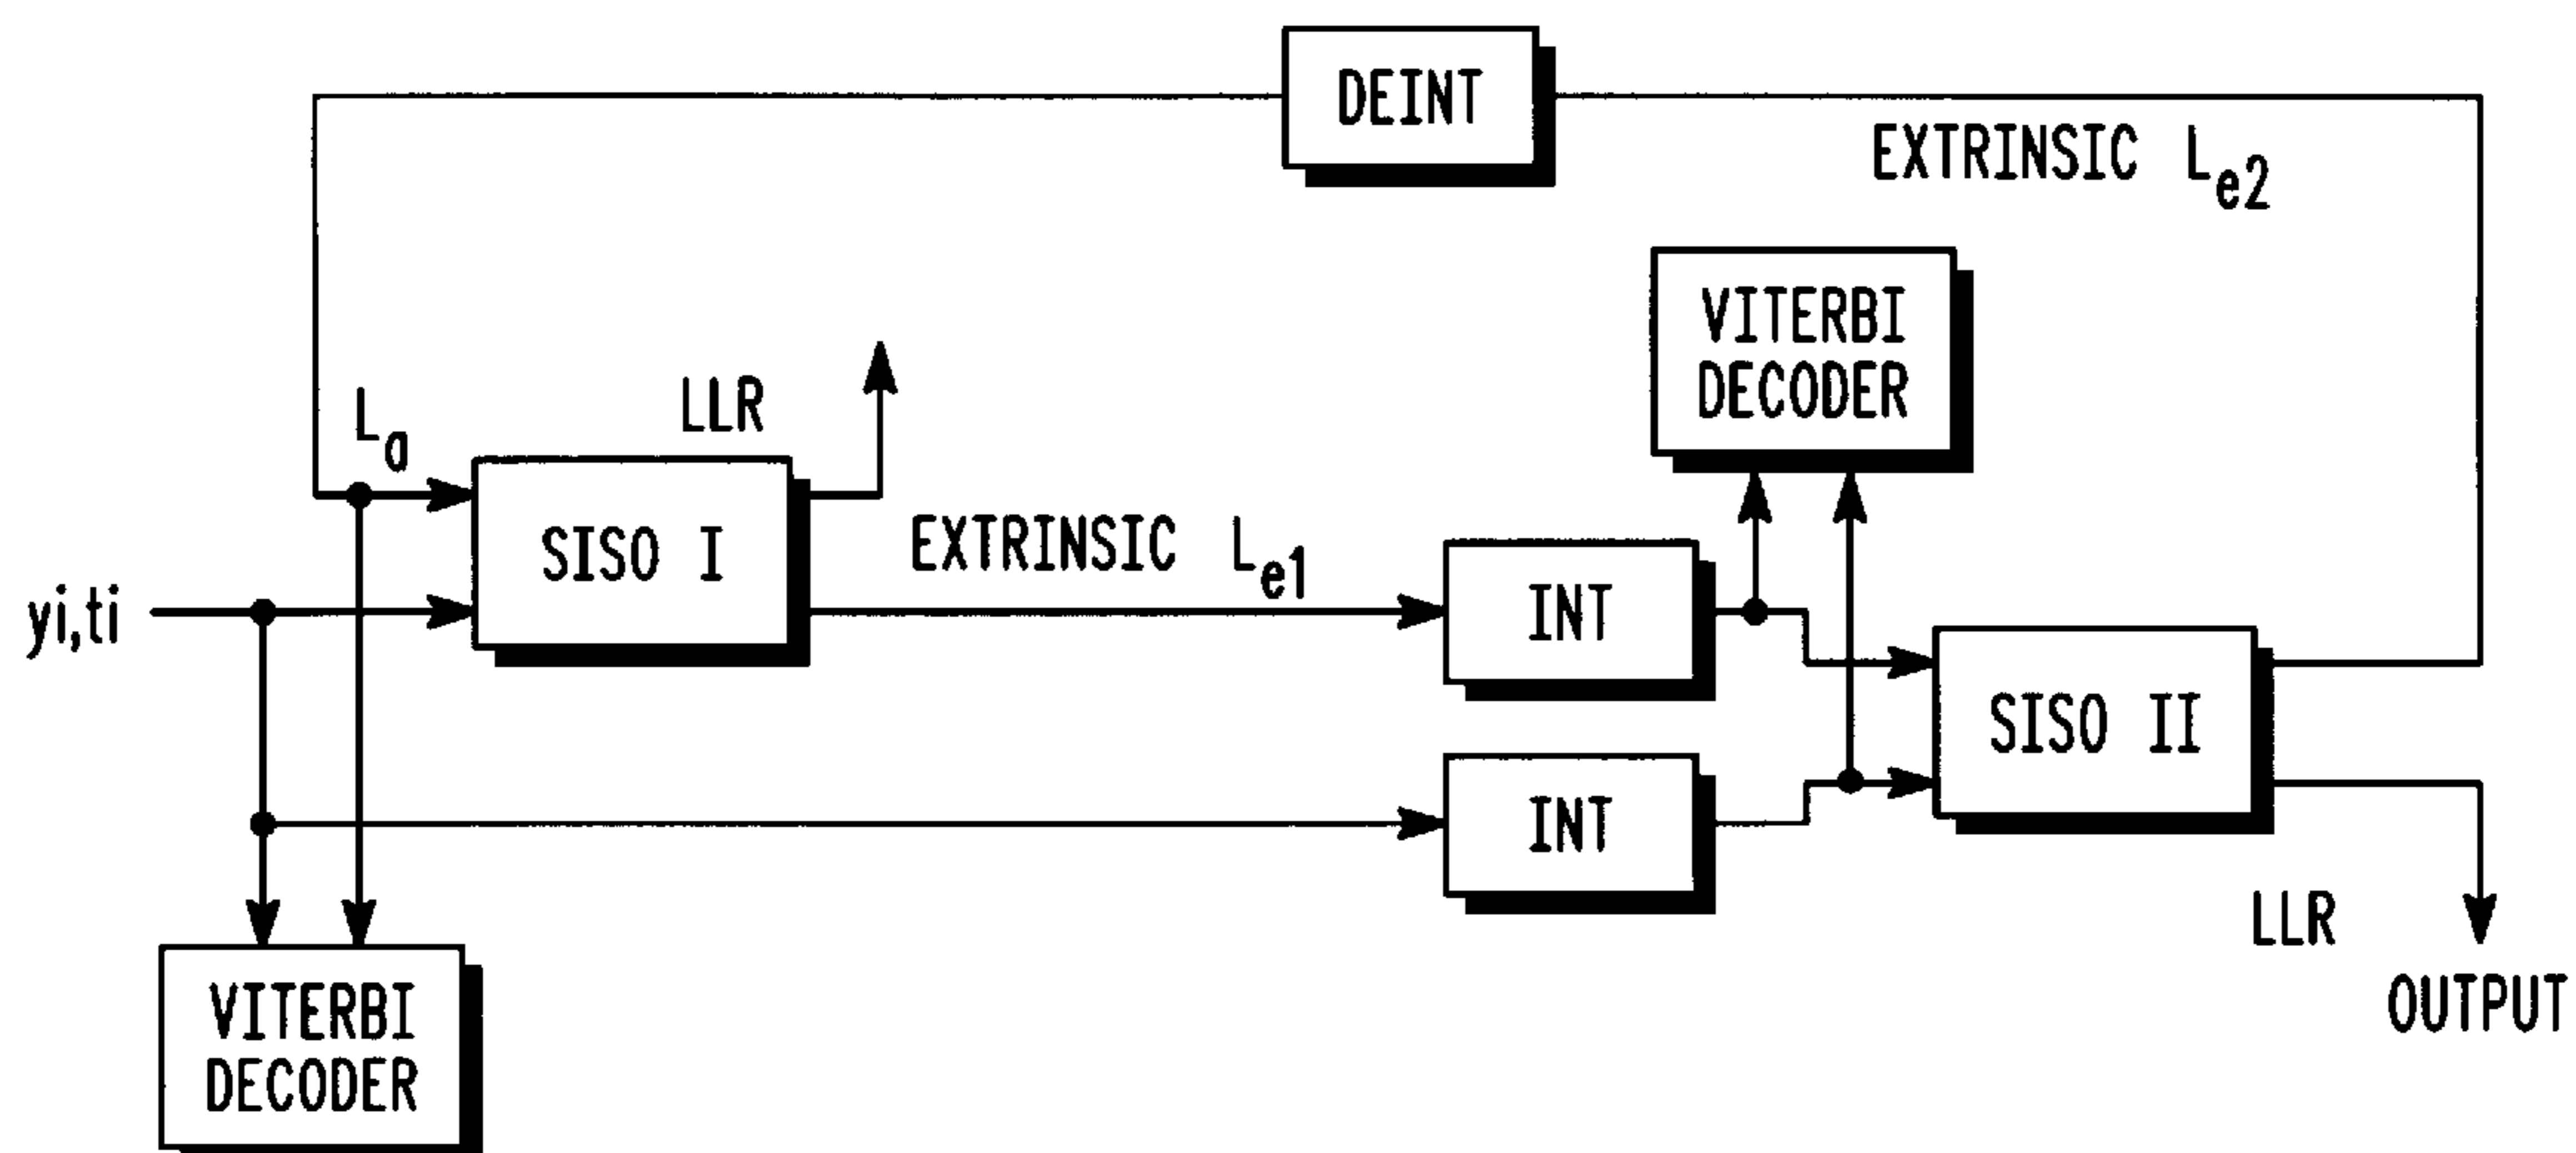 DEINT
EXTRINSIC Le2
VITERBI
DECODER
La
LLR
SISO I
EXTRINSIC Le1
yi,ti
INT
SISO II
INT
LLR
OUTPUT
VITERBI
DECODER